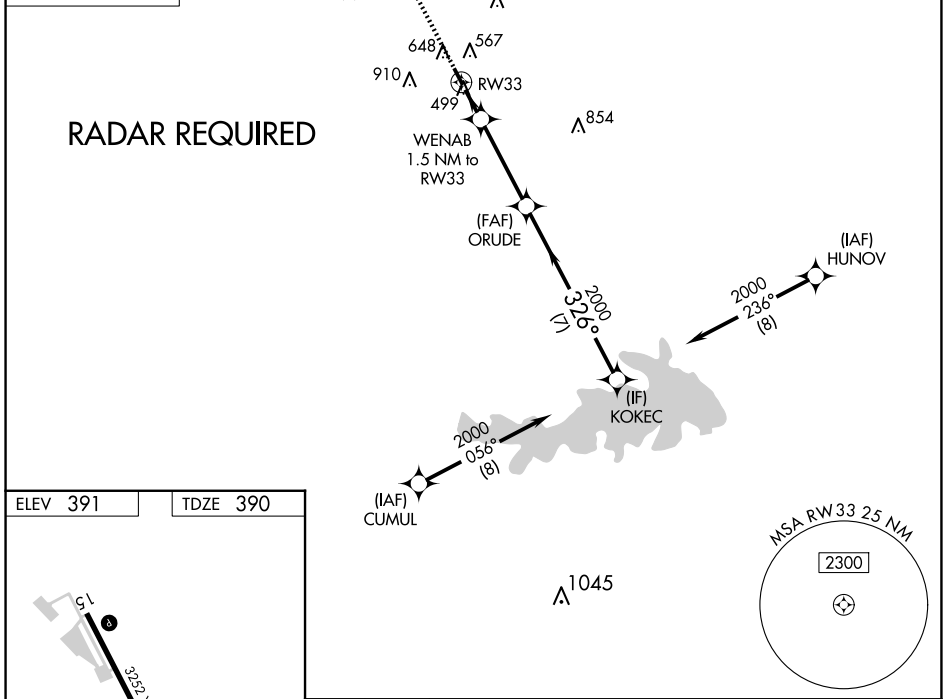 648
567
910
RW33
499
854
RADAR REQUIRED
WENAB
1.5 NM to
RW33
(FAF)
ORUDE
(IAF)
HUNOV
2000
236°
(8)
2000
326°
(7)
(IF)
KOKEC
2000
056°
(8)
(IAF)
CUMUL
ELEV 391
TDZE 390
MSA RW33 25 NM
2300
1045
15
P
3252